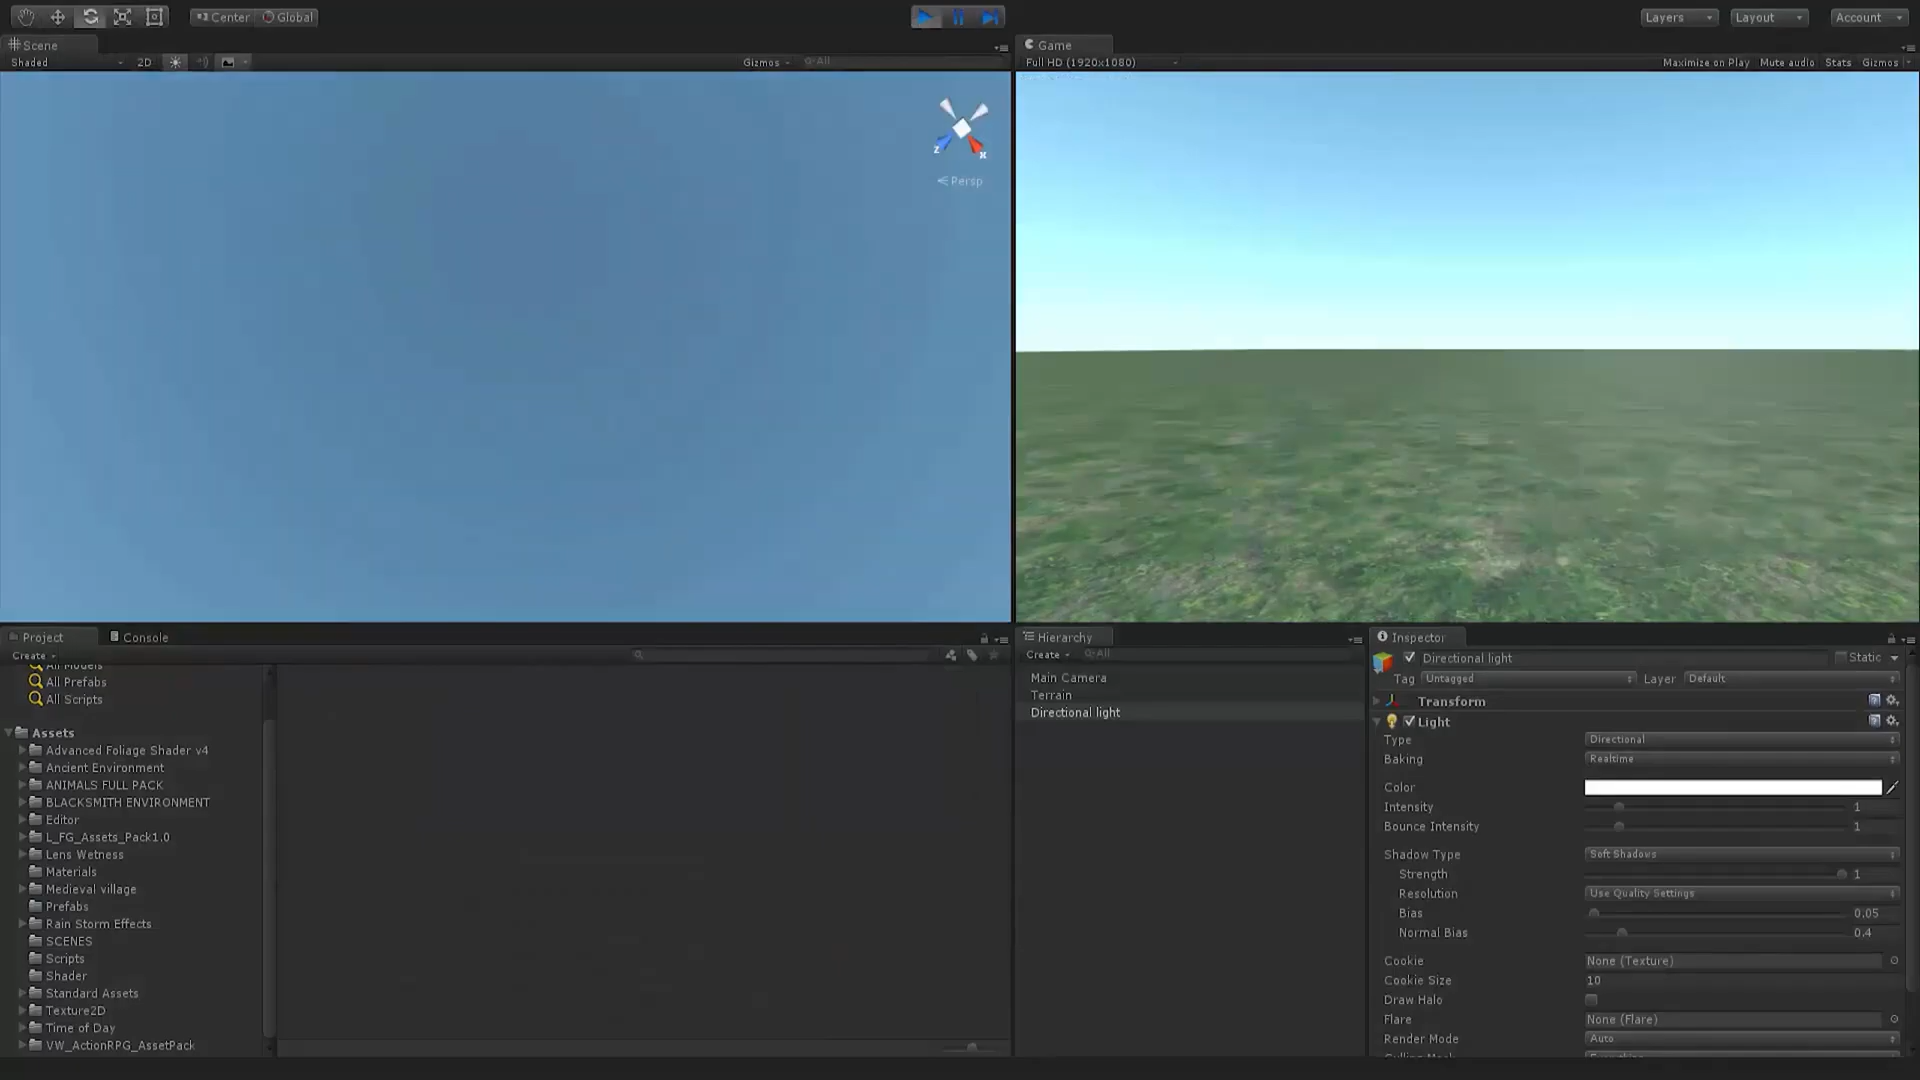 Center Global Layers Layout Account
Scene
Shaded 2D Gizmos All
z x
Persp
Game
Full HD (1920x1080) Maximize on Play Mute audio Stats Gizmos
Project Console
Create
All Models
All Prefabs
All Scripts
Assets
Advanced Foliage Shader v4
Ancient Environment
ANIMALS FULL PACK
BLACKSMITH ENVIRONMENT
Editor
L_FG_Assets_Pack1.0
Lens Wetness
Materials
Medieval village
Prefabs
Rain Storm Effects
SCENES
Scripts
Shader
Standard Assets
Texture2D
Time of Day
VW_ActionRPG_AssetPack
Hierarchy
Create All
Main Camera
Terrain
Directional light
Inspector
Directional light Static
Tag Untagged Layer Default
Transform
Light
Type Directional
Baking Realtime
Color
Intensity 1
Bounce Intensity 1
Shadow Type Soft Shadows
Strength 1
Resolution Use Quality Settings
Bias 0.05
Normal Bias 0.4
Cookie None (Texture)
Cookie Size 10
Draw Halo
Flare None (Flare)
Render Mode Auto